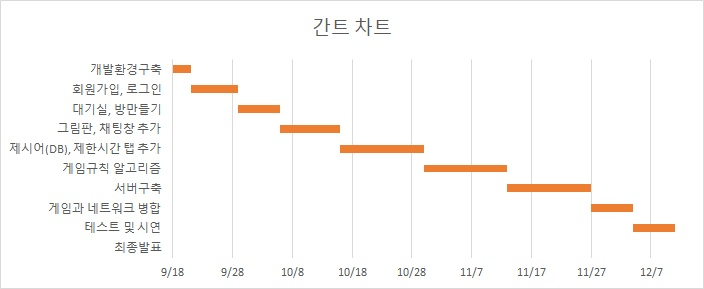 간트 차트
개발환경구축
회원가입, 로그인
대기실, 방만들기
그림판, 채팅창 추가
제시어(DB), 제한시간 탭 추가
게임규칙 알고리즘
서버구축
게임과 네트워크 병합
테스트 및 시연
최종발표
9/18 9/28 10/8 10/18 10/28 11/7 11/17 11/27 12/7